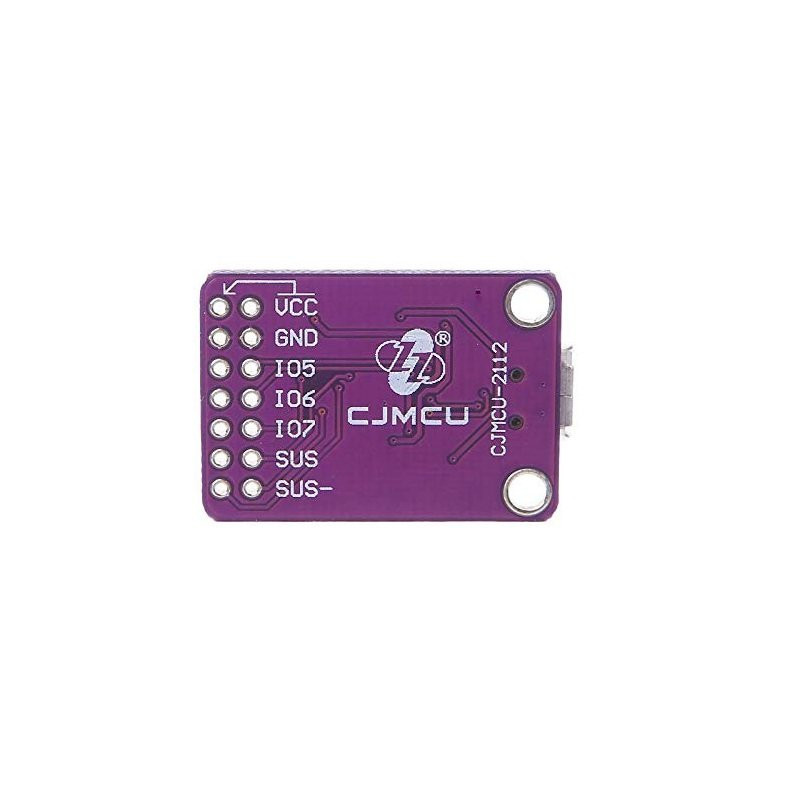 VCC
GND
IO5
IO6
IO7
SUS
SUS-
®
CJMCU
CJMCU-2112